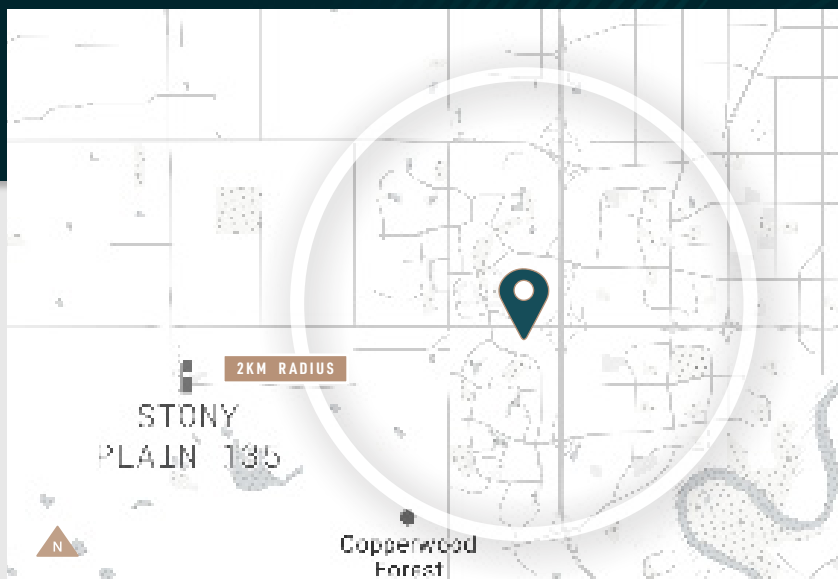 2KM RADIUS
STONY
PLAIN 135
N
Copperwood
Forest